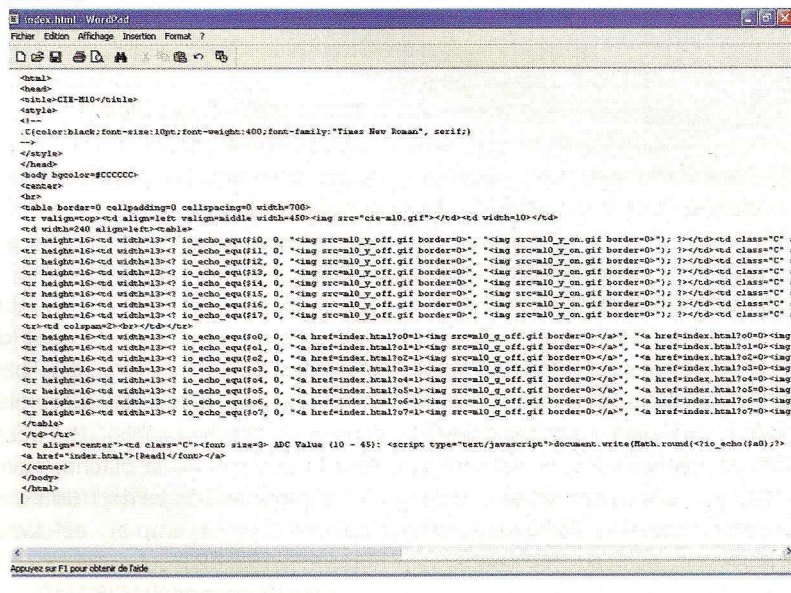 index.html - WordPad
Fichier Edition Affichage Insertion Format ?
<html>
<head>
<title>CIE-M10</title>
<style>
<!--
.C{color:black;font-size:10pt;font-weight:400;font-family:"Times New Roman", serif;}
-->
</style>
</head>
<body bgcolor=#CCCCCC>
<center>
<hr>
<table border=0 cellpadding=0 cellspacing=0 width=700>
<tr valign=top><td align=left valign=middle width=450><img src="cie-m10.gif"></td><td width=10></td>
<td width=240 align=left><table>
<tr height=16><td width=13><? io_echo_equ($i0, 0, "<img src=m10_y_off.gif border=0>", "<img src=m10_y_on.gif border=0>"); ?></td><td class="C"
<tr height=16><td width=13><? io_echo_equ($i1, 0, "<img src=m10_y_off.gif border=0>", "<img src=m10_y_on.gif border=0>"); ?></td><td class="C"
<tr height=16><td width=13><? io_echo_equ($i2, 0, "<img src=m10_y_off.gif border=0>", "<img src=m10_y_on.gif border=0>"); ?></td><td class="C"
<tr height=16><td width=13><? io_echo_equ($i3, 0, "<img src=m10_y_off.gif border=0>", "<img src=m10_y_on.gif border=0>"); ?></td><td class="C"
<tr height=16><td width=13><? io_echo_equ($i4, 0, "<img src=m10_y_off.gif border=0>", "<img src=m10_y_on.gif border=0>"); ?></td><td class="C"
<tr height=16><td width=13><? io_echo_equ($i5, 0, "<img src=m10_y_off.gif border=0>", "<img src=m10_y_on.gif border=0>"); ?></td><td class="C"
<tr height=16><td width=13><? io_echo_equ($i6, 0, "<img src=m10_y_off.gif border=0>", "<img src=m10_y_on.gif border=0>"); ?></td><td class="C"
<tr height=16><td width=13><? io_echo_equ($i7, 0, "<img src=m10_y_off.gif border=0>", "<img src=m10_y_on.gif border=0>"); ?></td><td class="C"
<tr><td colspan=2><br></td></tr>
<tr height=16><td width=13><? io_echo_equ($o0, 0, "<a href=index.html?o0=1><img src=m10_g_off.gif border=0></a>", "<a href=index.html?o0=0><img
<tr height=16><td width=13><? io_echo_equ($o1, 0, "<a href=index.html?o1=1><img src=m10_g_off.gif border=0></a>", "<a href=index.html?o1=0><img
<tr height=16><td width=13><? io_echo_equ($o2, 0, "<a href=index.html?o2=1><img src=m10_g_off.gif border=0></a>", "<a href=index.html?o2=0><img
<tr height=16><td width=13><? io_echo_equ($o3, 0, "<a href=index.html?o3=1><img src=m10_g_off.gif border=0></a>", "<a href=index.html?o3=0><img
<tr height=16><td width=13><? io_echo_equ($o4, 0, "<a href=index.html?o4=1><img src=m10_g_off.gif border=0></a>", "<a href=index.html?o4=0><img
<tr height=16><td width=13><? io_echo_equ($o5, 0, "<a href=index.html?o5=1><img src=m10_g_off.gif border=0></a>", "<a href=index.html?o5=0><img
<tr height=16><td width=13><? io_echo_equ($o6, 0, "<a href=index.html?o6=1><img src=m10_g_off.gif border=0></a>", "<a href=index.html?o6=0><img
<tr height=16><td width=13><? io_echo_equ($o7, 0, "<a href=index.html?o7=1><img src=m10_g_off.gif border=0></a>", "<a href=index.html?o7=0><img
</table>
</td></tr>
<tr align="center"><td class="C"><font size=3> ADC Value (10 - 45): <script type="text/javascript">document.write(Math.round(<?io_echo($a0);?>
<a href="index.html">[Read]</font></a>
</center>
</body>
</html>
Appuyez sur F1 pour obtenir de l'aide